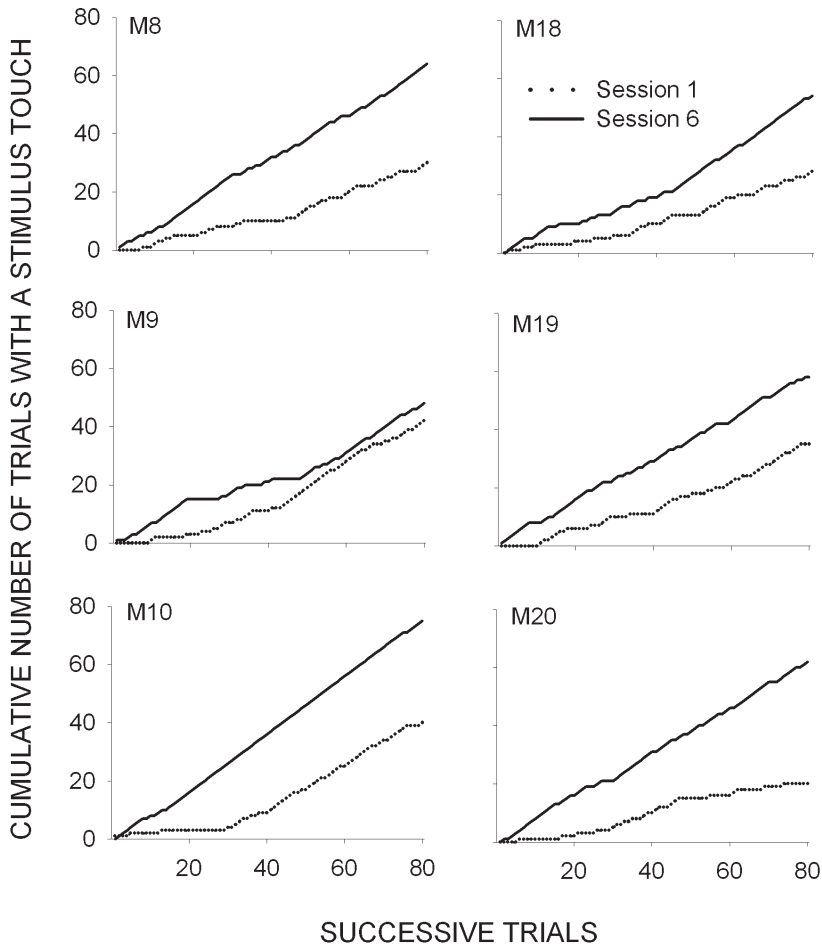 CUMULATIVE NUMBER OF TRIALS WITH A STIMULUS TOUCH
M8
80
60
40
20
0
M18
Session 1
Session 6
M9
80
60
40
20
0
M19
M10
80
60
40
20
0
20
40
60
80
M20
20
40
60
80
SUCCESSIVE TRIALS